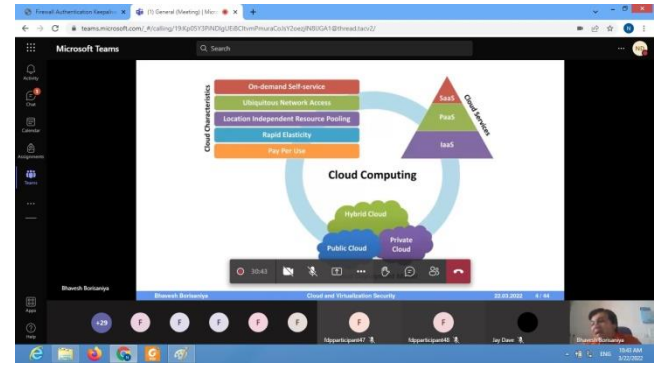 Firewall Authentication Keepalive
(1) General (Meeting) | Micro
teams.microsoft.com/_#/calling/19:Kp05Y3PiNDlgUEiBCltvmPmuraCoJsY2oezjlN8UGA1@thread.tacv2/
Microsoft Teams
Search
NB
Activity
Chat
Calendar
Assignments
Teams
Apps
Help
Cloud Characteristics
On-demand Self-service
Ubiquitous Network Access
Location Independent Resource Pooling
Rapid Elasticity
Pay Per Use
SaaS
PaaS
IaaS
Cloud Services
Cloud Computing
Hybrid Cloud
Public Cloud
Private
Cloud
30:43
Bhavesh Borisaniya
Bhavesh Borisaniya
Cloud and Virtualization Security
22.03.2022
4 / 44
+29
F
F
F
F
F
F
F
fdpparticipant47
fdpparticipant48
Jay Dave
Bhavesh Borisaniya
ENG
10:41 AM
3/22/2022